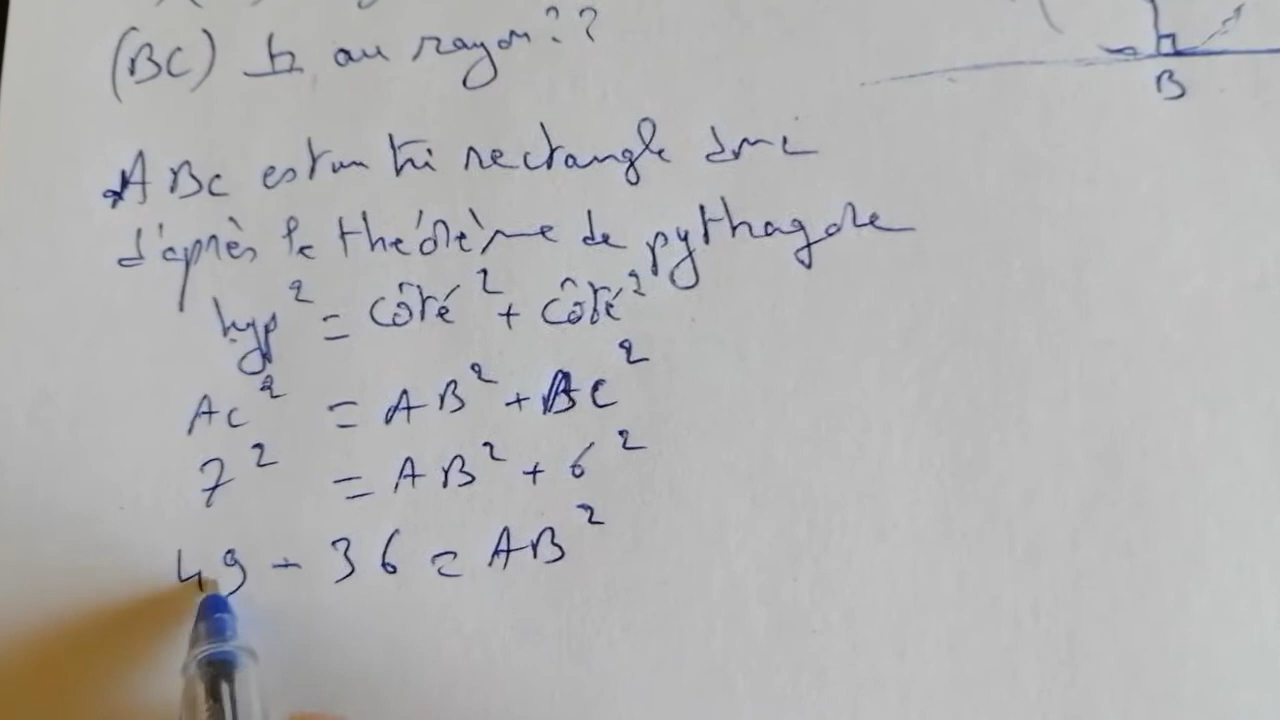 (BC) ⊥ au rayon??
B
ABC est un tri rectangle donc
d'après le théorème de pythagore
hyp² = côté² + côté²
AC² = AB² + BC²
7² = AB² + 6²
49 - 36 = AB²